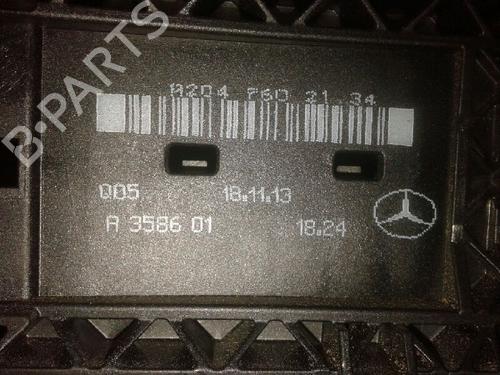 B-PARTS
A204 760 21 34
Q05 18.11.13
A 3586 01 18:24